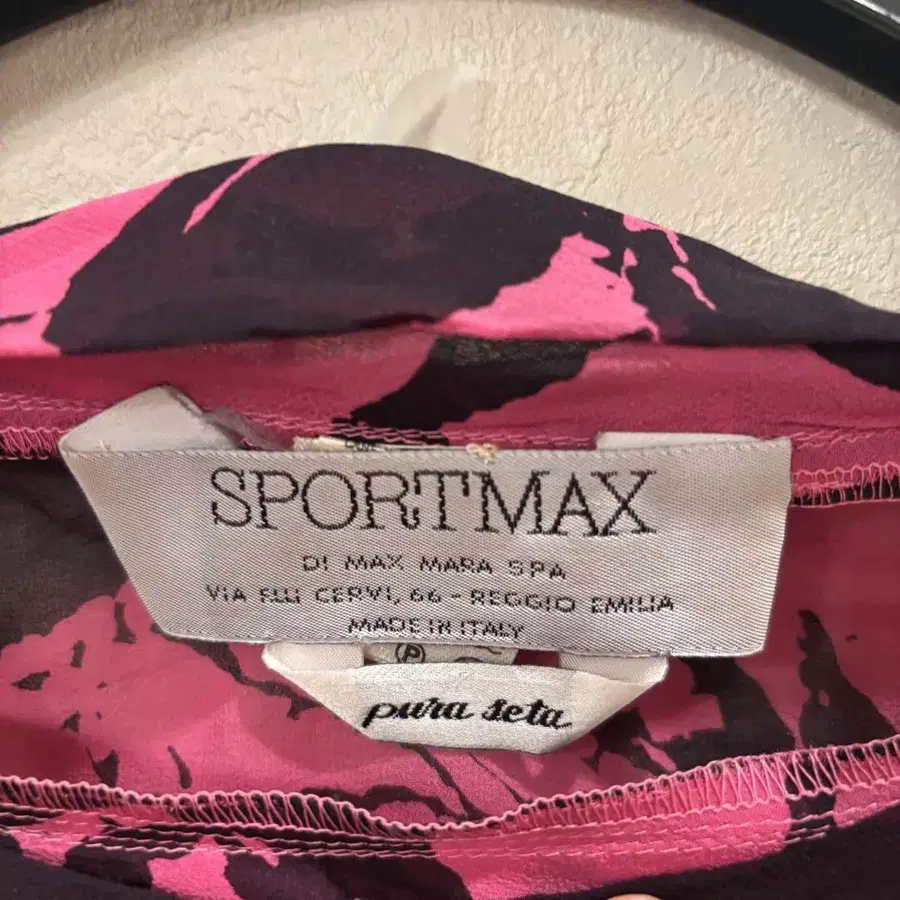 SPORTMAX
DI MAX MARA SPA
VIA F.LLI CERVI, 66 - REGGIO EMILIA
MADE IN ITALY
P
pura seta